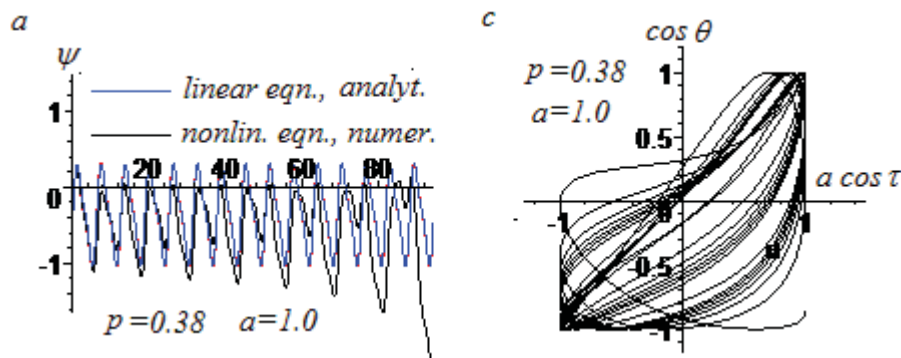 a
ψ
linear eqn., analyt.
nonlin. eqn., numer.
1
20 40 60 80
0
-1
p =0.38 a=1.0
c
cos θ
p =0.38
a=1.0
1
0.5
a cos τ
-1 0 1
-0.5
-1